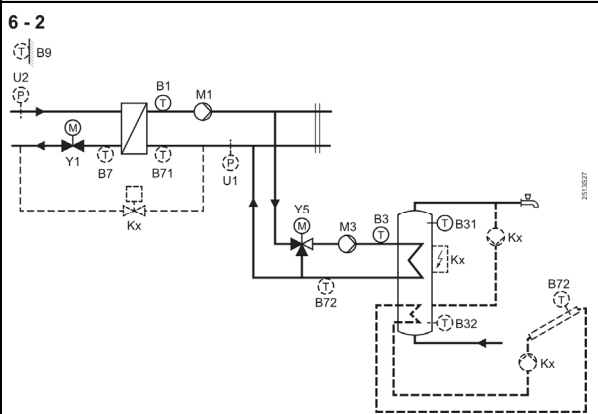 6 - 2
T B9
U2
P
B1
T
M1
M
Y1
T
B7
T
B71
P
U1
Kx
Y5
M
M3
B3
T
T B31
Kx
Kx
T
B72
T B32
B72
T
Kx
2513S27